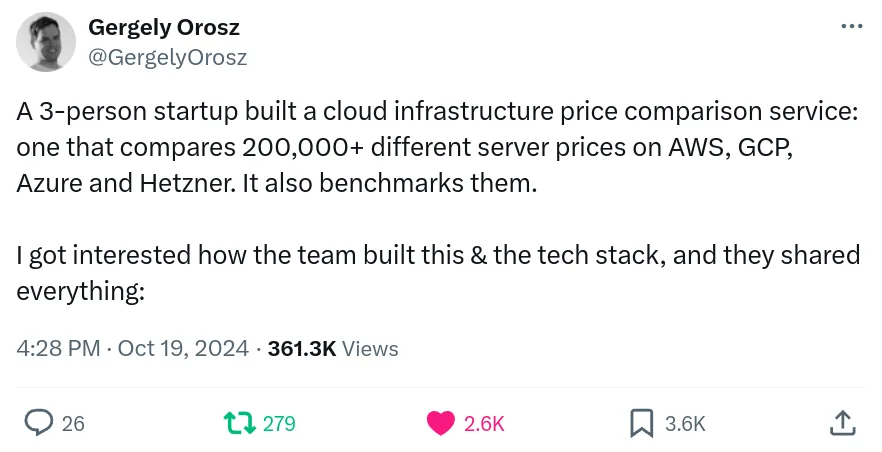 Gergely Orosz
@GergelyOrosz
A 3-person startup built a cloud infrastructure price comparison service:
one that compares 200,000+ different server prices on AWS, GCP,
Azure and Hetzner. It also benchmarks them.
I got interested how the team built this & the tech stack, and they shared
everything:
4:28 PM · Oct 19, 2024 · 361.3K Views
26 279 2.6K 3.6K